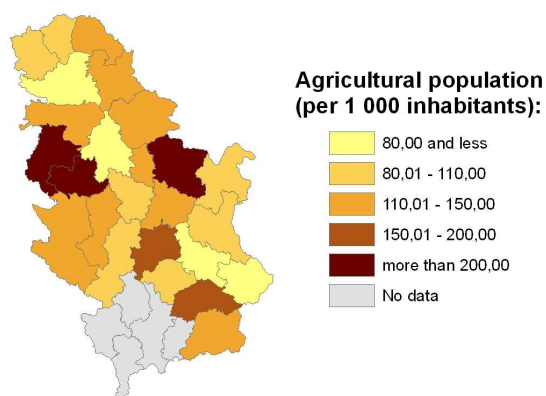 Agricultural population
(per 1 000 inhabitants):
80,00 and less
80,01 - 110,00
110,01 - 150,00
150,01 - 200,00
more than 200,00
No data